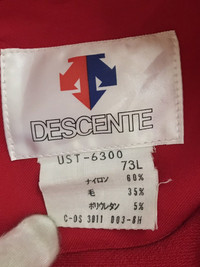 DESCENTE
UST-6300
73L
ナイロン 60%
毛 35%
ポリウレタン 5%
C-DS 3011 003-8H